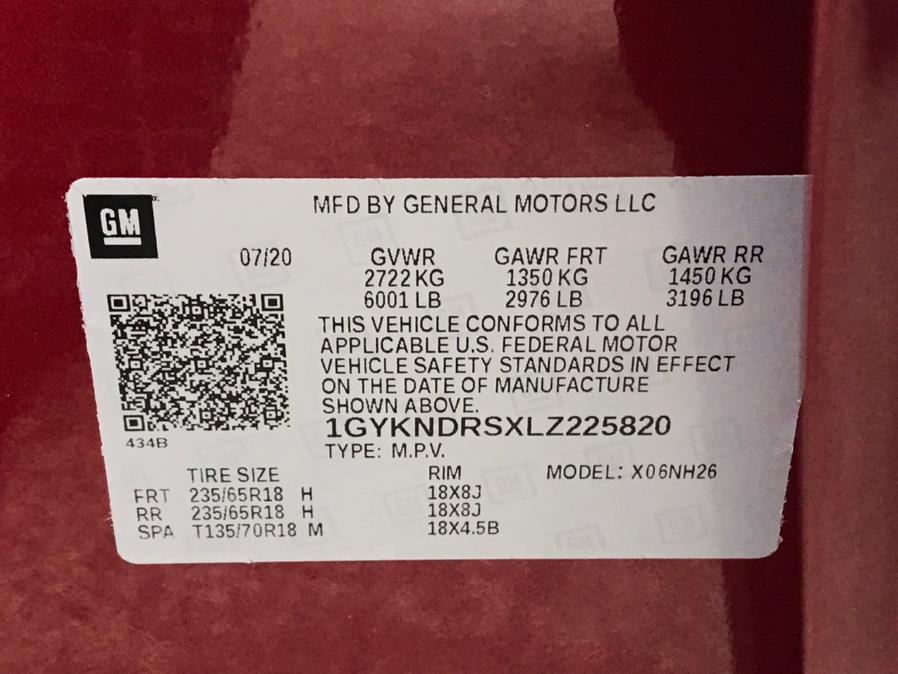 GM
MFD BY GENERAL MOTORS LLC
07/20 GVWR GAWR FRT GAWR RR
2722 KG 1350 KG 1450 KG
6001 LB 2976 LB 3196 LB
THIS VEHICLE CONFORMS TO ALL
APPLICABLE U.S. FEDERAL MOTOR
VEHICLE SAFETY STANDARDS IN EFFECT
ON THE DATE OF MANUFACTURE
SHOWN ABOVE.
1GYKNDRSXLZ225820
434B
TYPE: M.P.V.
TIRE SIZE RIM MODEL: X06NH26
FRT 235/65R18 H 18X8J
RR 235/65R18 H 18X8J
SPA T135/70R18 M 18X4.5B